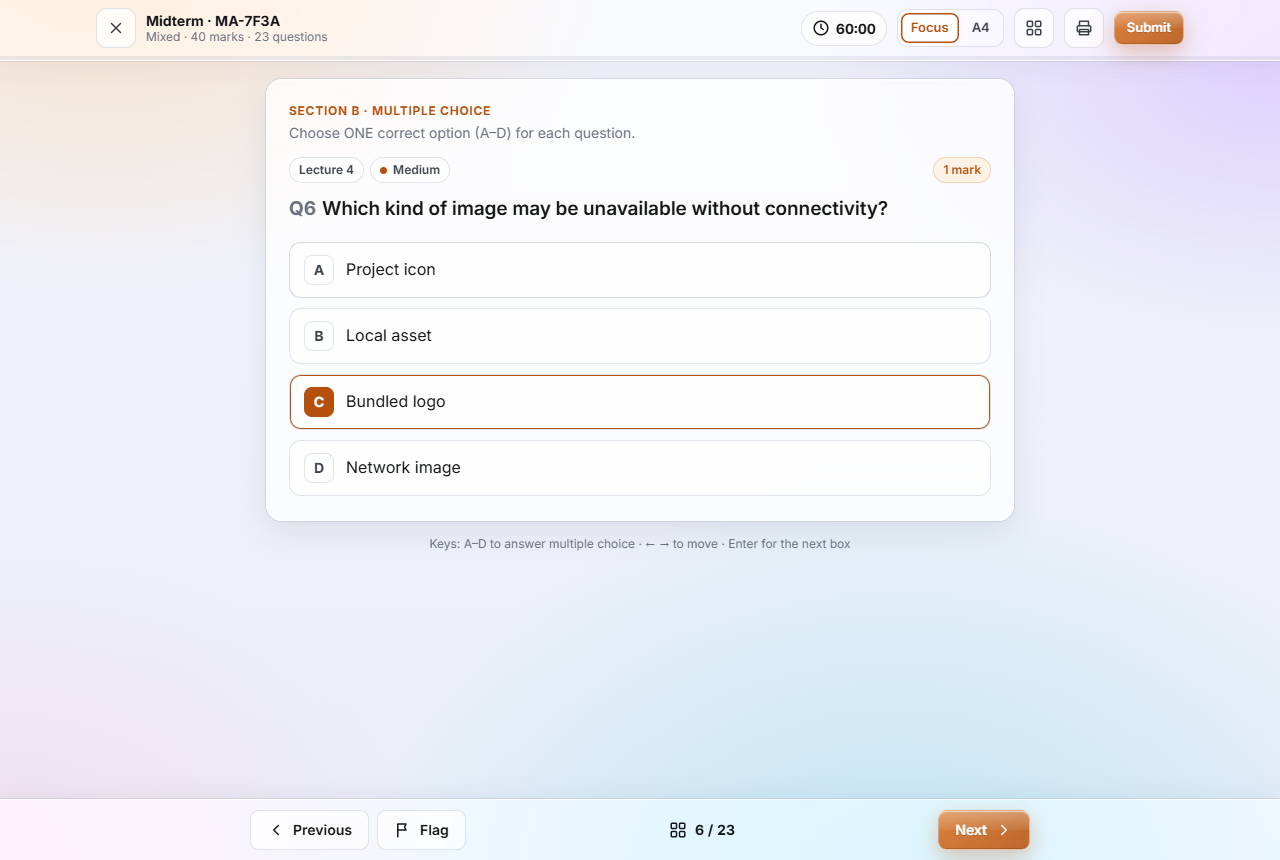 Midterm · MA-7F3A
Mixed · 40 marks · 23 questions
60:00
Focus
A4
Submit
SECTION B · MULTIPLE CHOICE
Choose ONE correct option (A–D) for each question.
Lecture 4
Medium
1 mark
Q6 Which kind of image may be unavailable without connectivity?
A Project icon
B Local asset
C Bundled logo
D Network image
Keys: A–D to answer multiple choice · ← → to move · Enter for the next box
Previous
Flag
6 / 23
Next